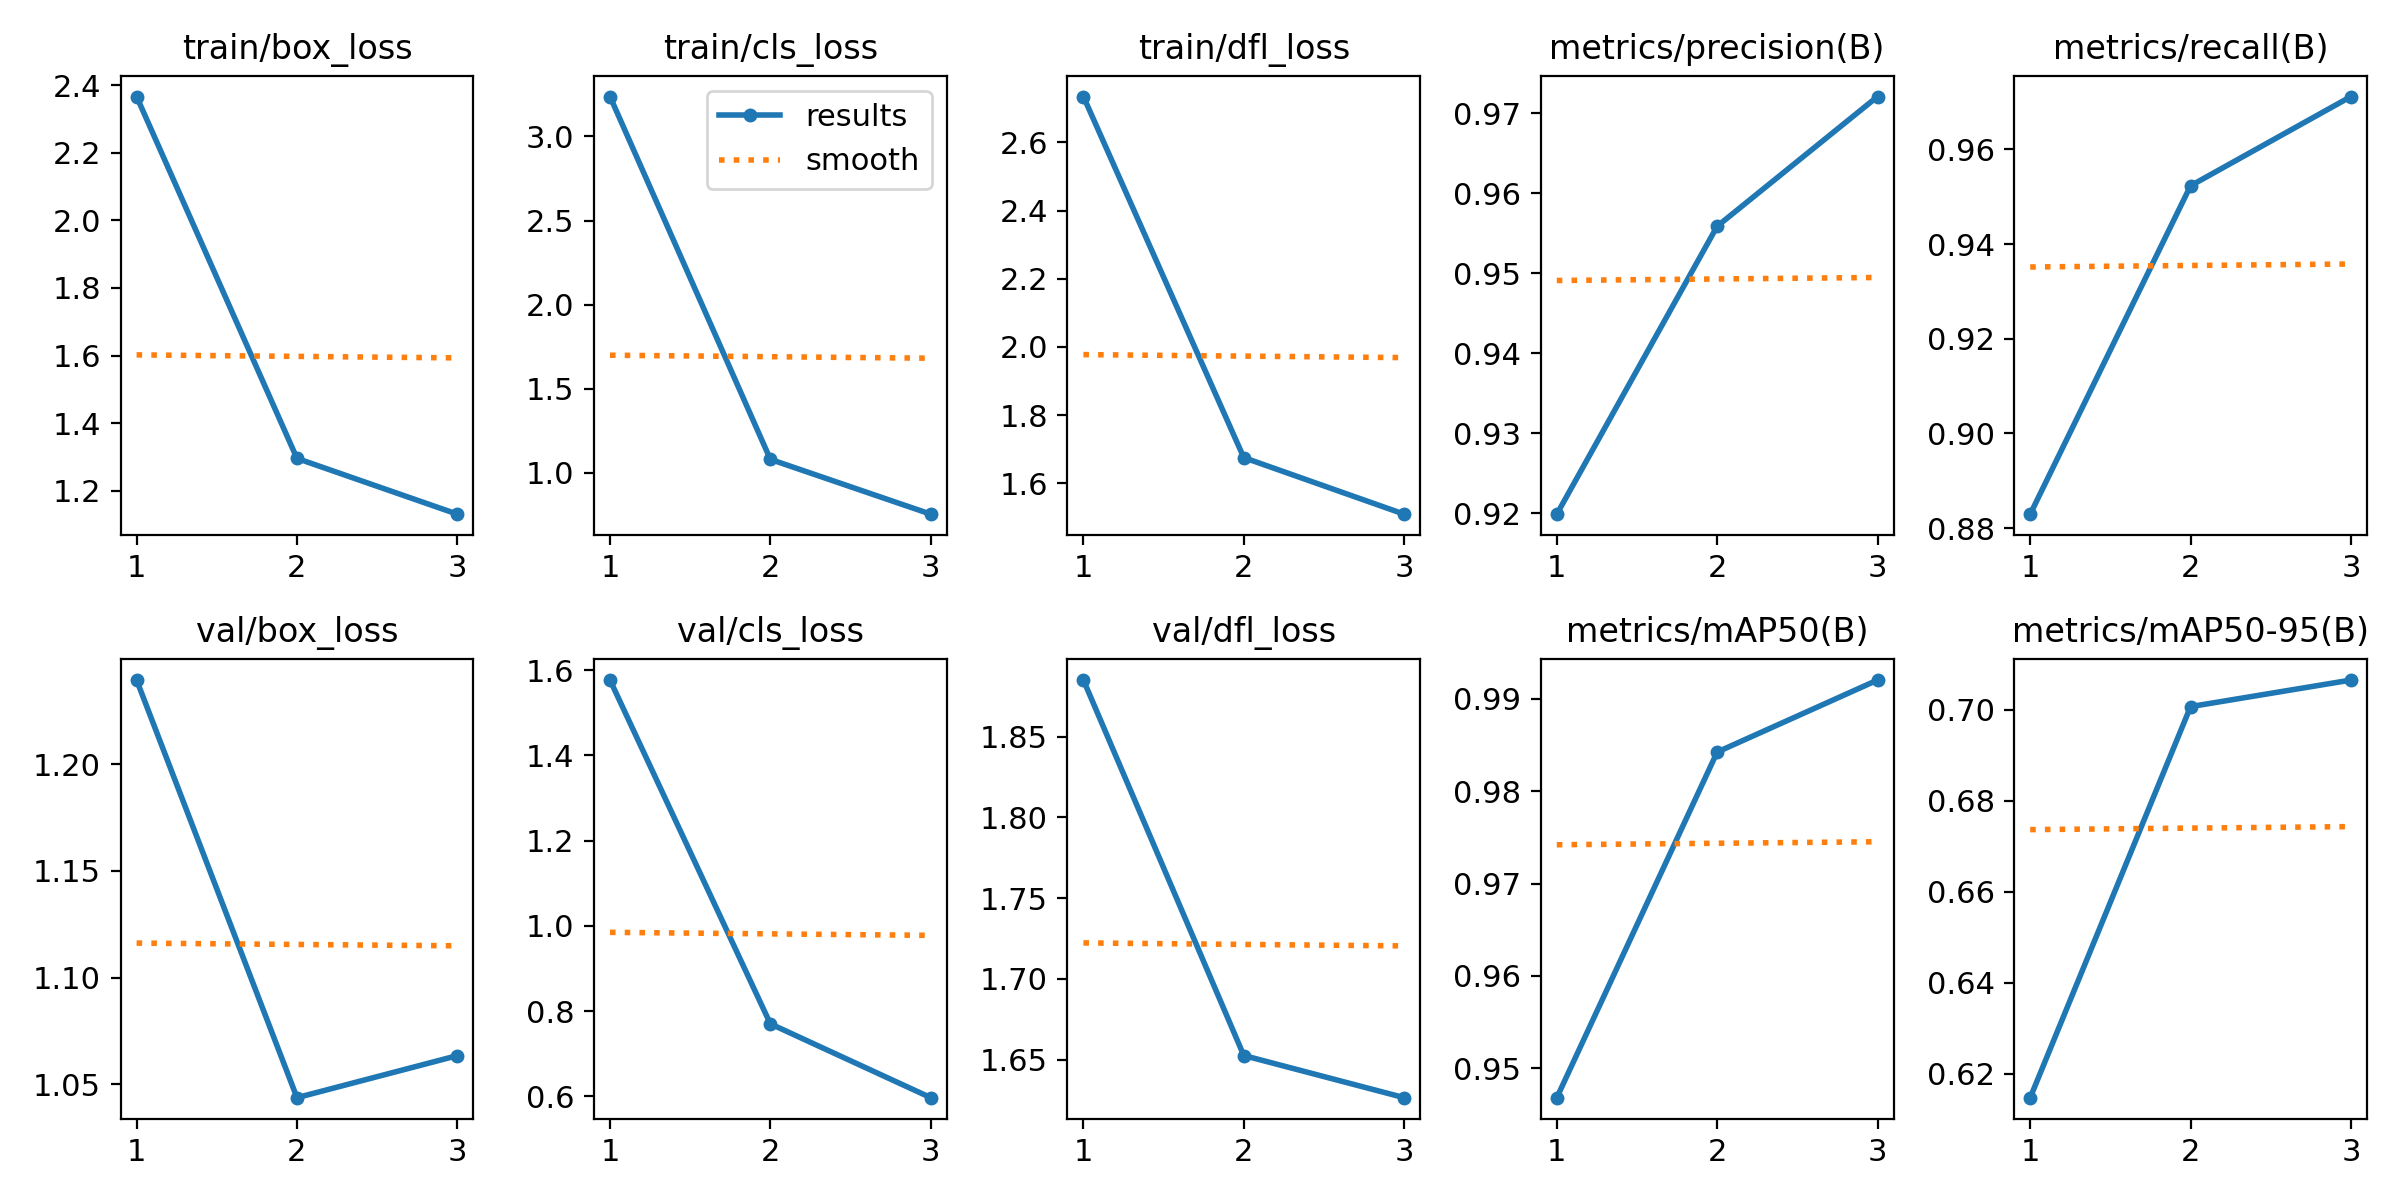 train/box_loss
2.4
2.2
2.0
1.8
1.6
1.4
1.2
1 2 3
train/cls_loss
results
smooth
3.0
2.5
2.0
1.5
1.0
1 2 3
train/dfl_loss
2.6
2.4
2.2
2.0
1.8
1.6
1 2 3
metrics/precision(B)
0.97
0.96
0.95
0.94
0.93
0.92
1 2 3
metrics/recall(B)
0.96
0.94
0.92
0.90
0.88
1 2 3
val/box_loss
1.20
1.15
1.10
1.05
1 2 3
val/cls_loss
1.6
1.4
1.2
1.0
0.8
0.6
1 2 3
val/dfl_loss
1.85
1.80
1.75
1.70
1.65
1 2 3
metrics/mAP50(B)
0.99
0.98
0.97
0.96
0.95
1 2 3
metrics/mAP50-95(B)
0.70
0.68
0.66
0.64
0.62
1 2 3